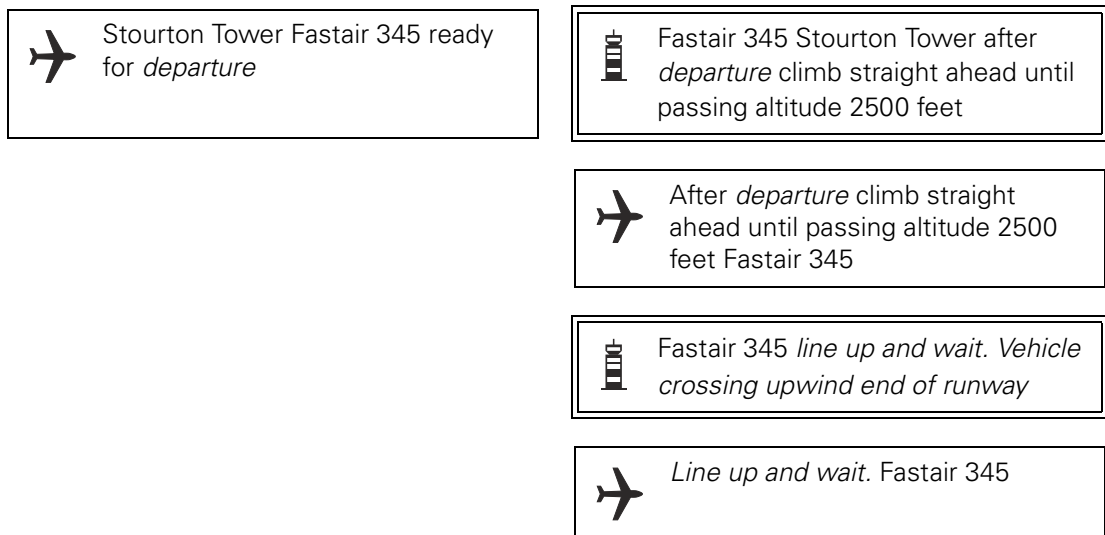 Stourton Tower Fastair 345 ready
for departure
Fastair 345 Stourton Tower after
departure climb straight ahead until
passing altitude 2500 feet
After departure climb straight
ahead until passing altitude 2500
feet Fastair 345
Fastair 345 line up and wait. Vehicle
crossing upwind end of runway
Line up and wait. Fastair 345